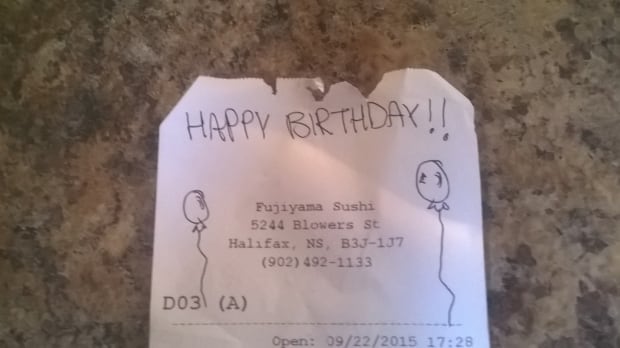 HAPPY BIRTHDAY!!
Fujiyama Sushi
5244 Blowers St
Halifax, NS, B3J-1J7
(902)492-1133
D03 (A)
Open: 09/22/2015 17:28